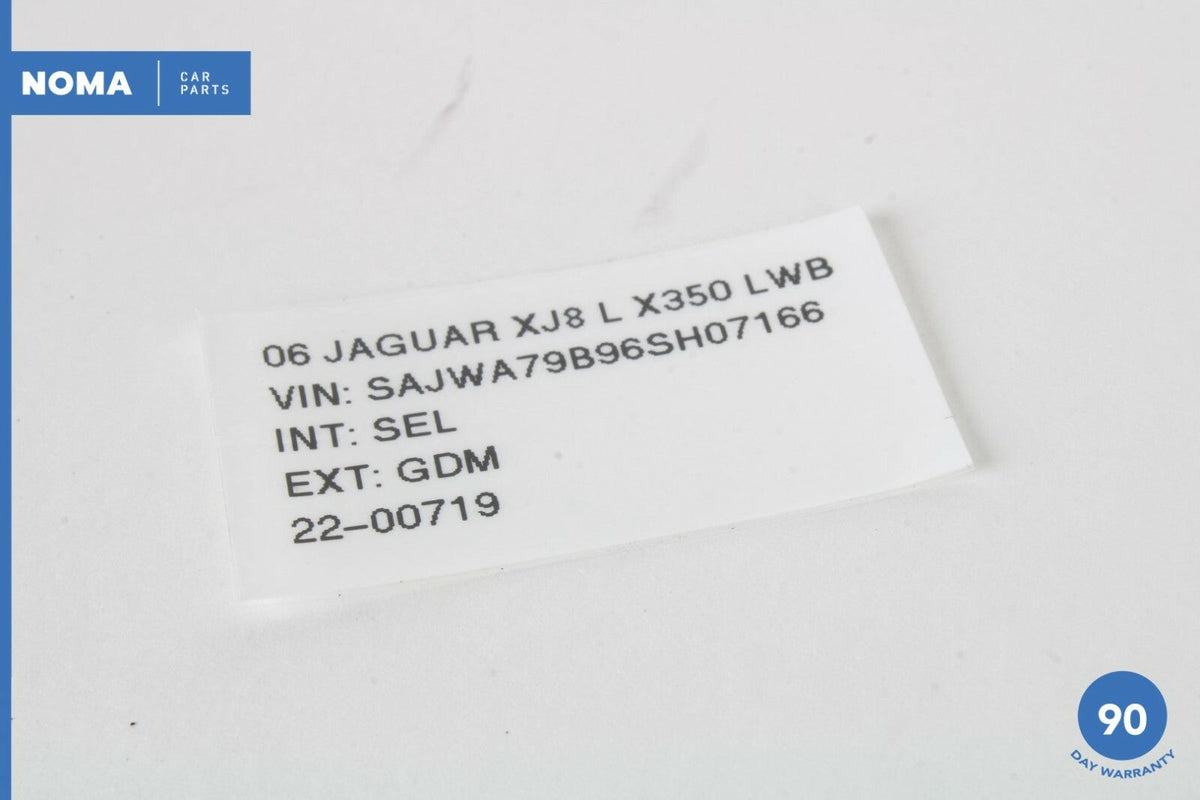 NOMA
CAR
PARTS
06 JAGUAR XJ8 L X350 LWB
VIN: SAJWA79B96SH07166
INT: SEL
EXT: GDM
22-00719
90
DAY WARRANTY